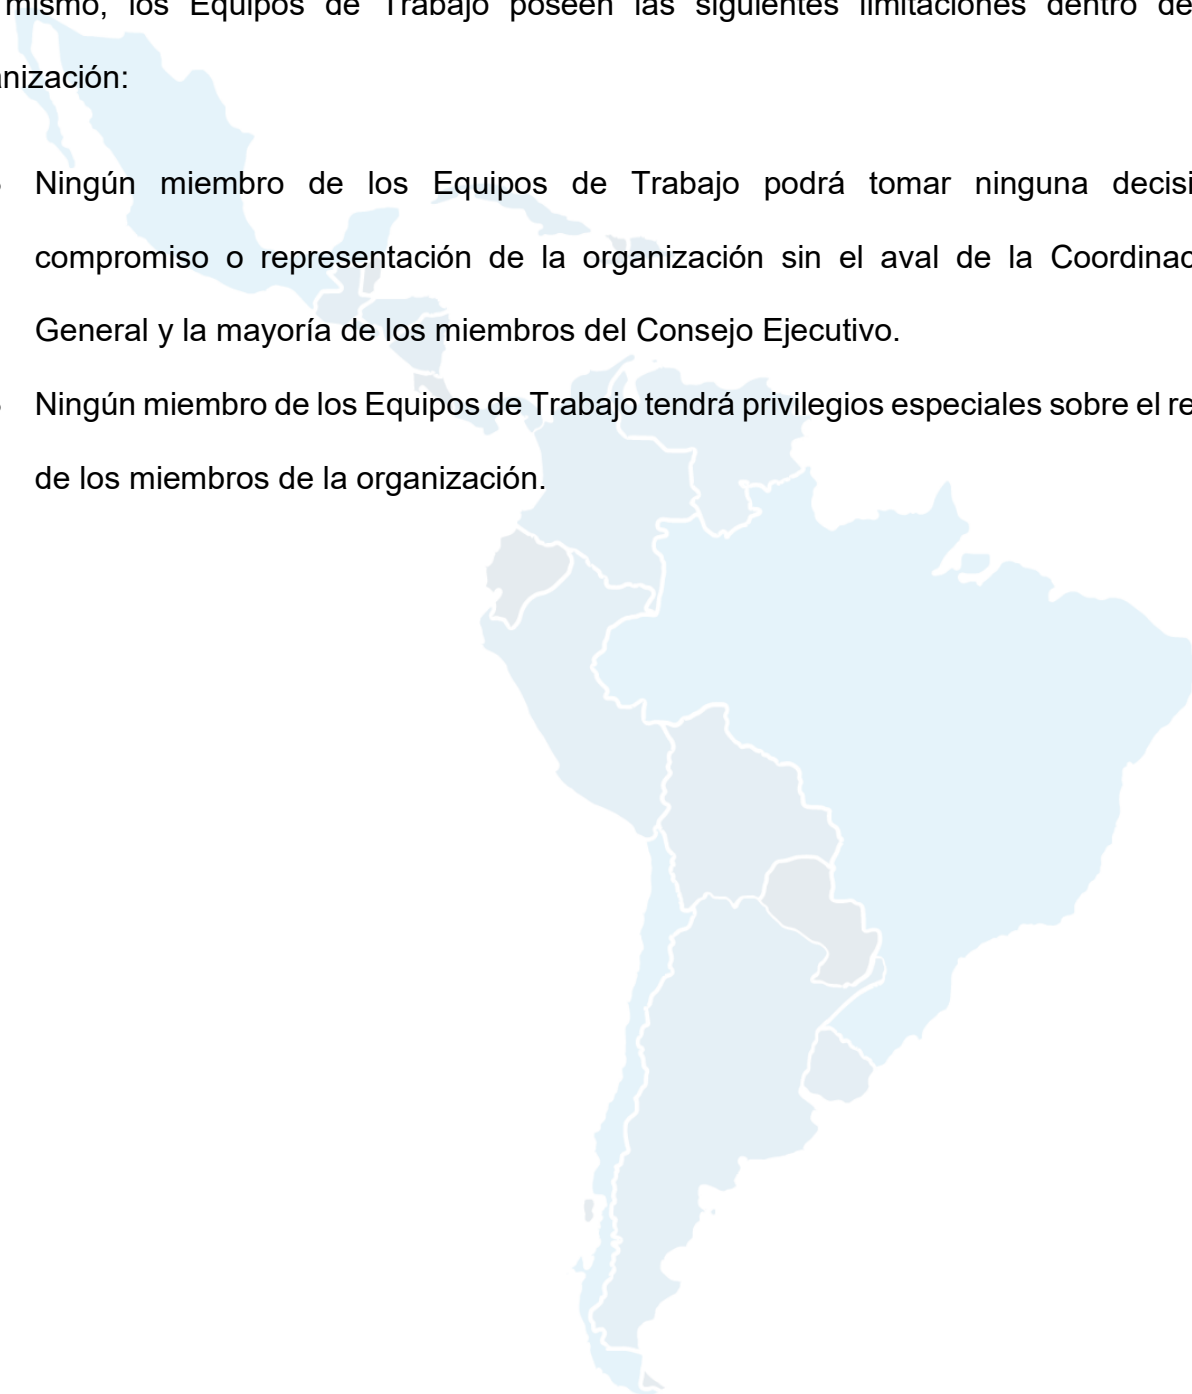 mismo, los Equipos de Trabajo poseen las siguientes limitaciones dentro de
nización:
Ningún miembro de los Equipos de Trabajo podrá tomar ninguna decisi
compromiso o representación de la organización sin el aval de la Coordinac
General y la mayoría de los miembros del Consejo Ejecutivo.
Ningún miembro de los Equipos de Trabajo tendrá privilegios especiales sobre el re
de los miembros de la organización.